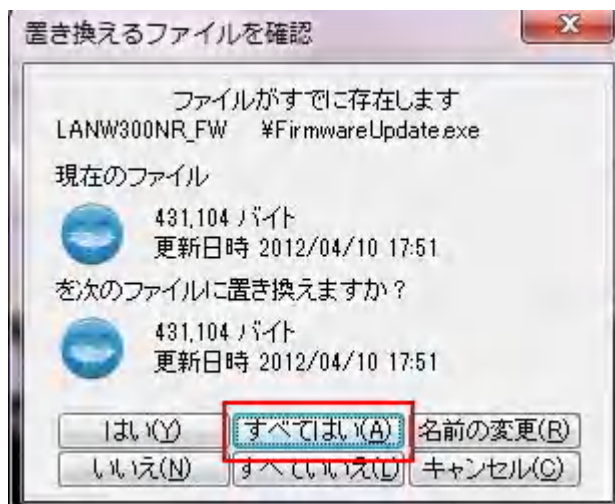 置き換えるファイルを確認
ファイルがすでに存在します
LANW300NR_FW ¥FirmwareUpdate.exe
現在のファイル
431,104 バイト
更新日時 2012/04/10 17:51
を次のファイルに置き換えますか？
431,104 バイト
更新日時 2012/04/10 17:51
はい(Y) すべてはい(A) 名前の変更(R)
いいえ(N) すべていいえ(L) キャンセル(C)